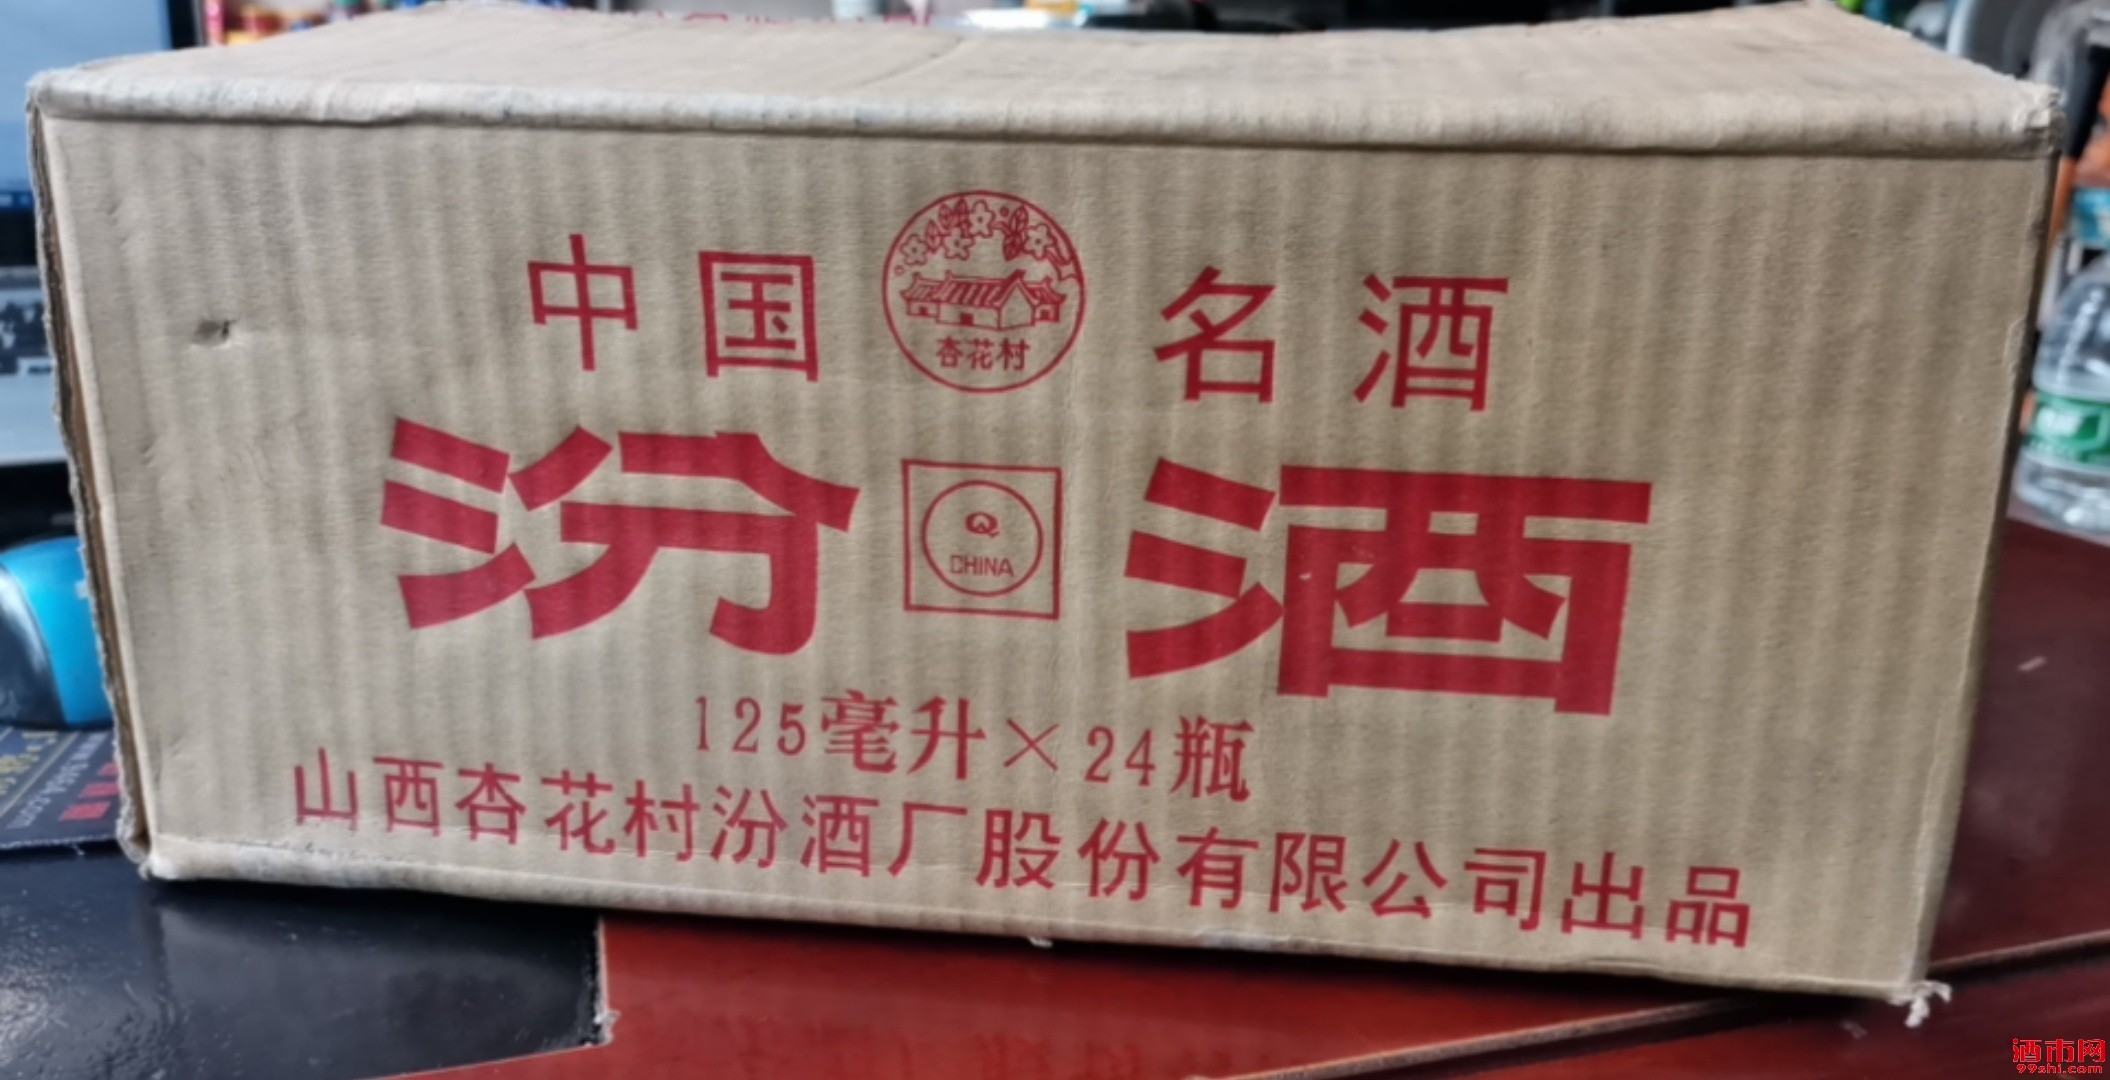 中国 名酒
杏花村
汾酒
Q
CHINA
125毫升×24瓶
山西杏花村汾酒厂股份有限公司出品
酒市网
99shi.com